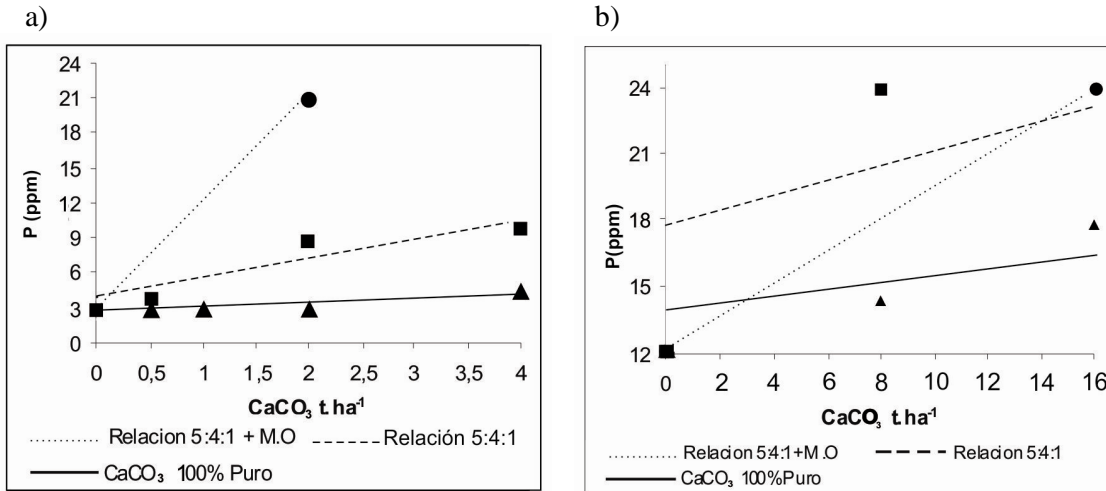 a)
24
21
18
15
12
9
6
3
0
P (ppm)
0 0,5 1 2 2,5 3 3,5 4
CaCO₃ t.ha⁻¹
Relacion 5:4:1 + M.O Relación 5:4:1
CaCO₃ 100% Puro
b)
24
21
18
15
12
P(ppm)
0 2 4 6 8 10 12 14 16
CaCO₃ t.ha⁻¹
Relacion 5:4:1+M.O Relacion 5:4:1
CaCO₃ 100% Puro